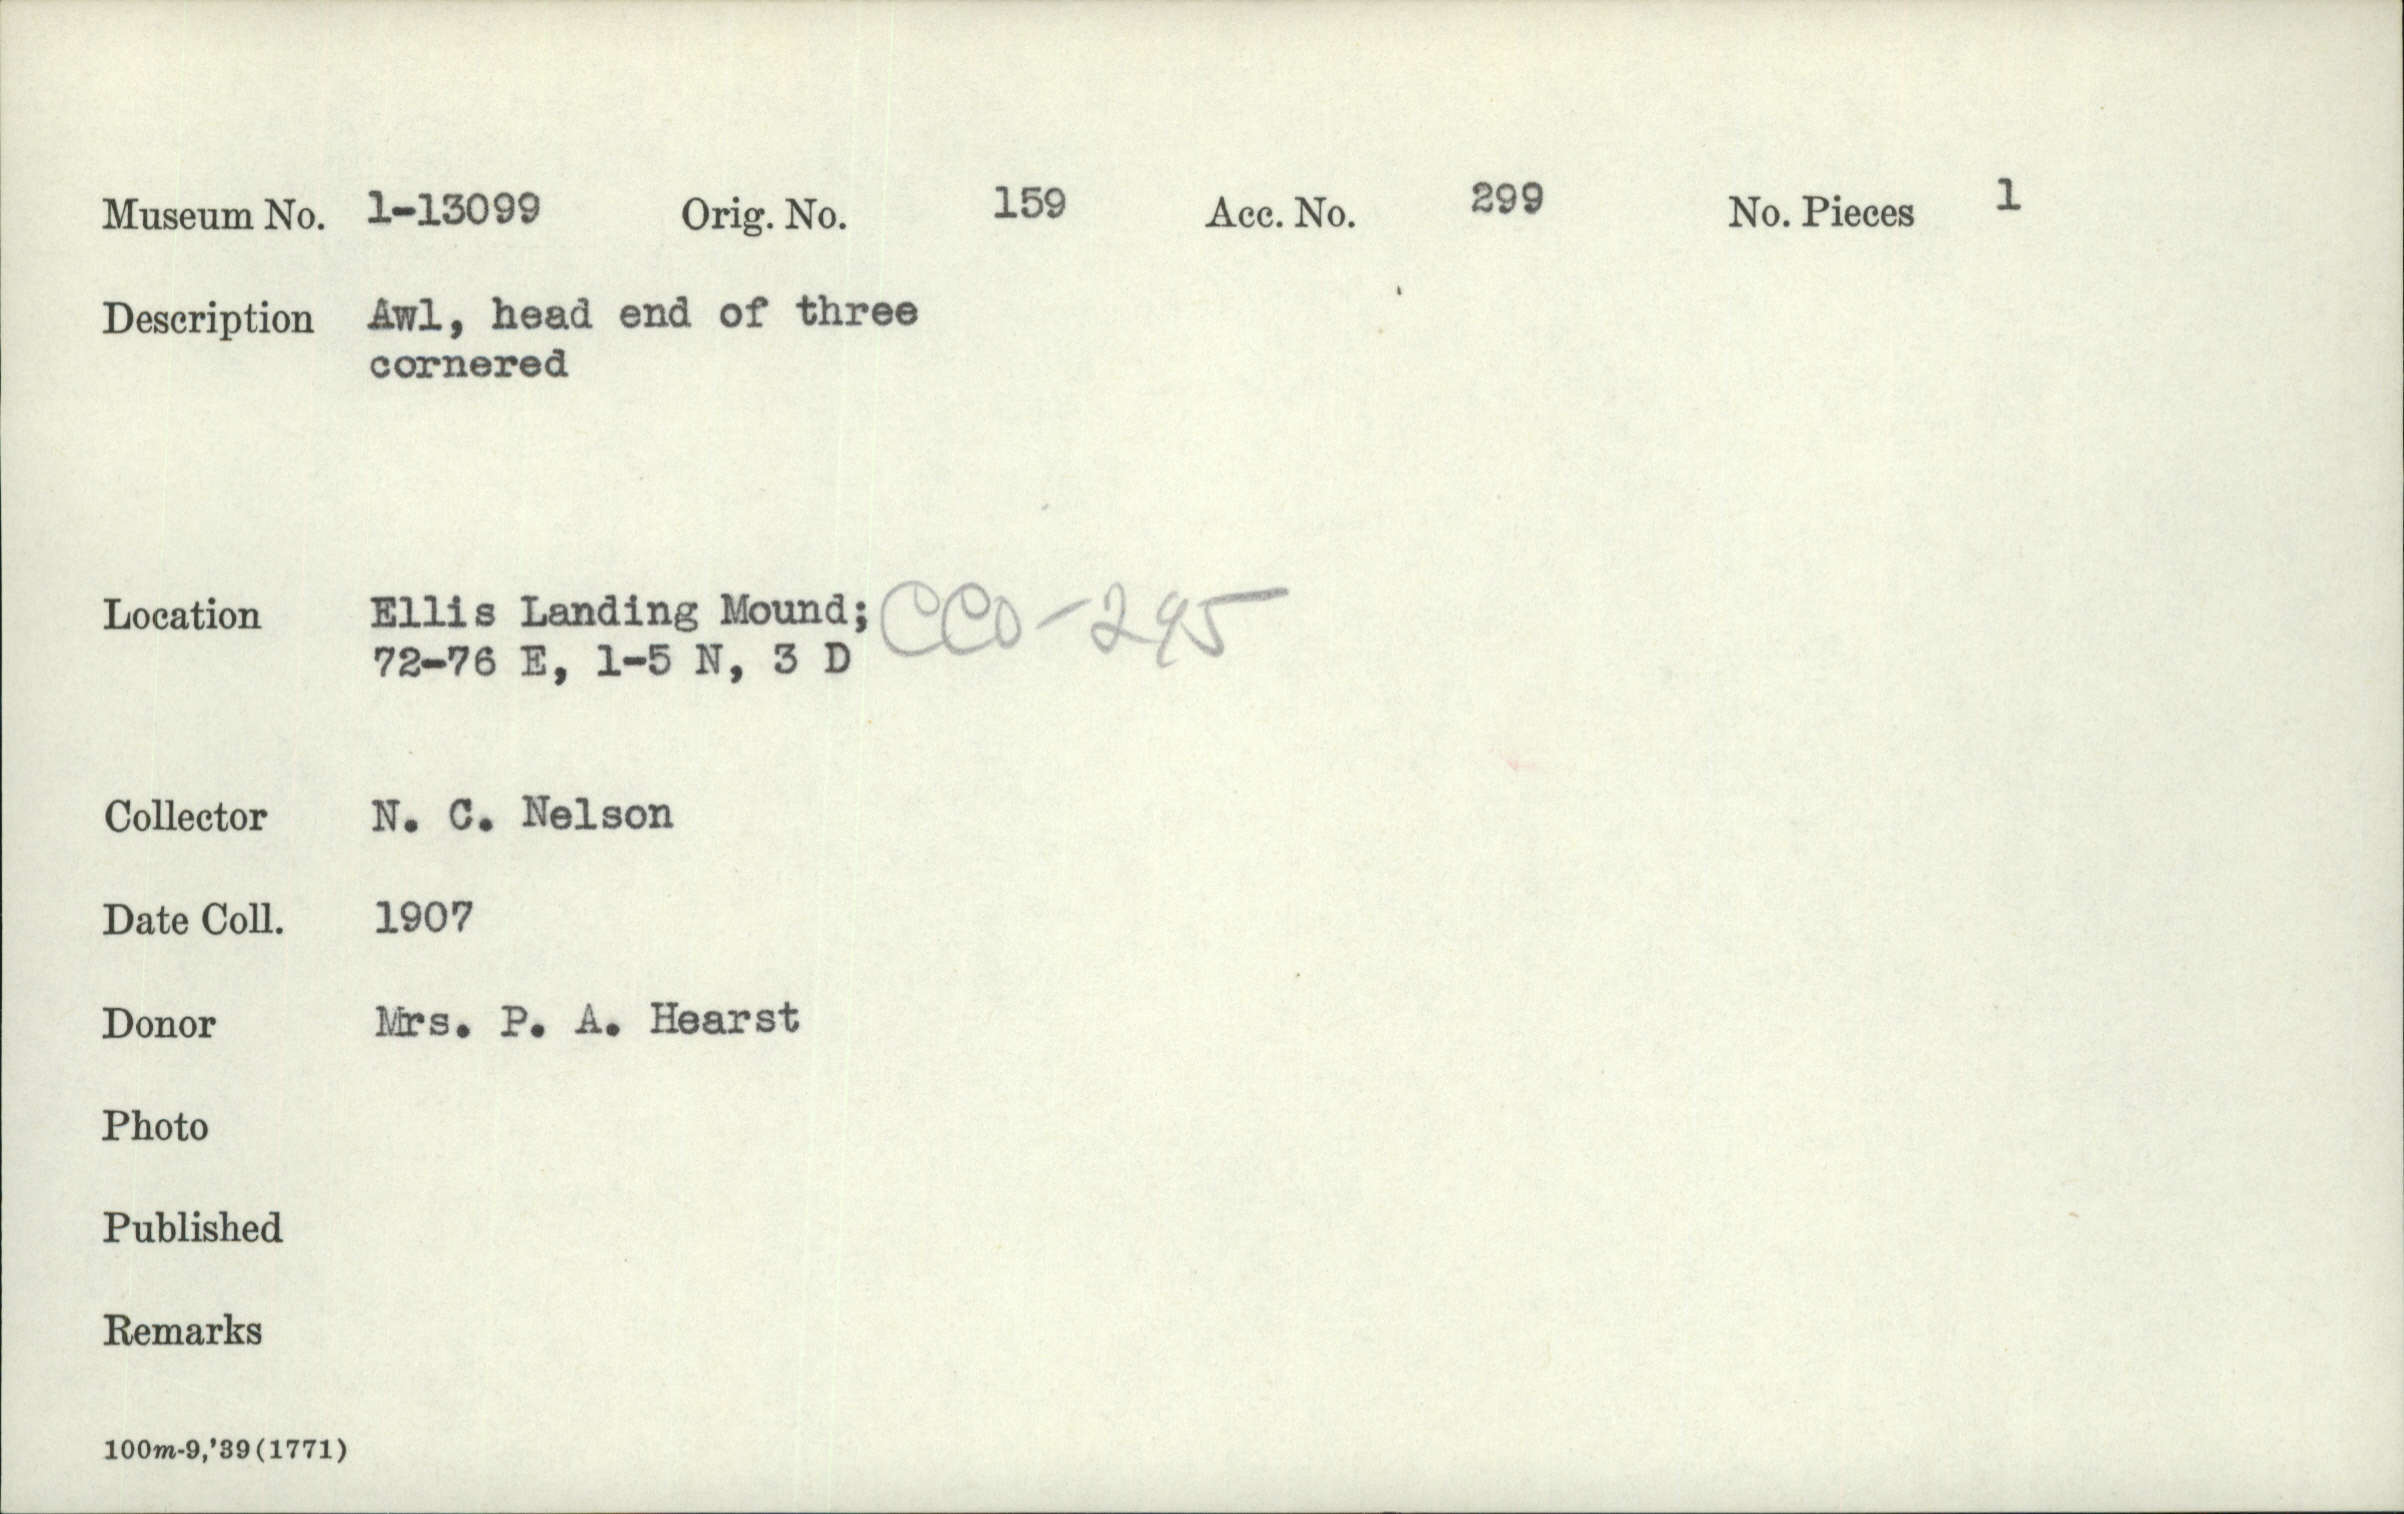 Museum No. 1-13099 Orig. No. 159 Acc. No. 299 No. Pieces 1
Description Awl, head end of three
cornered
Location Ellis Landing Mound; CCO-295
72-76 E, 1-5 N, 3 D
Collector N. C. Nelson
Date Coll. 1907
Donor Mrs. P. A. Hearst
Photo
Published
Remarks
100m-9,'39(1771)